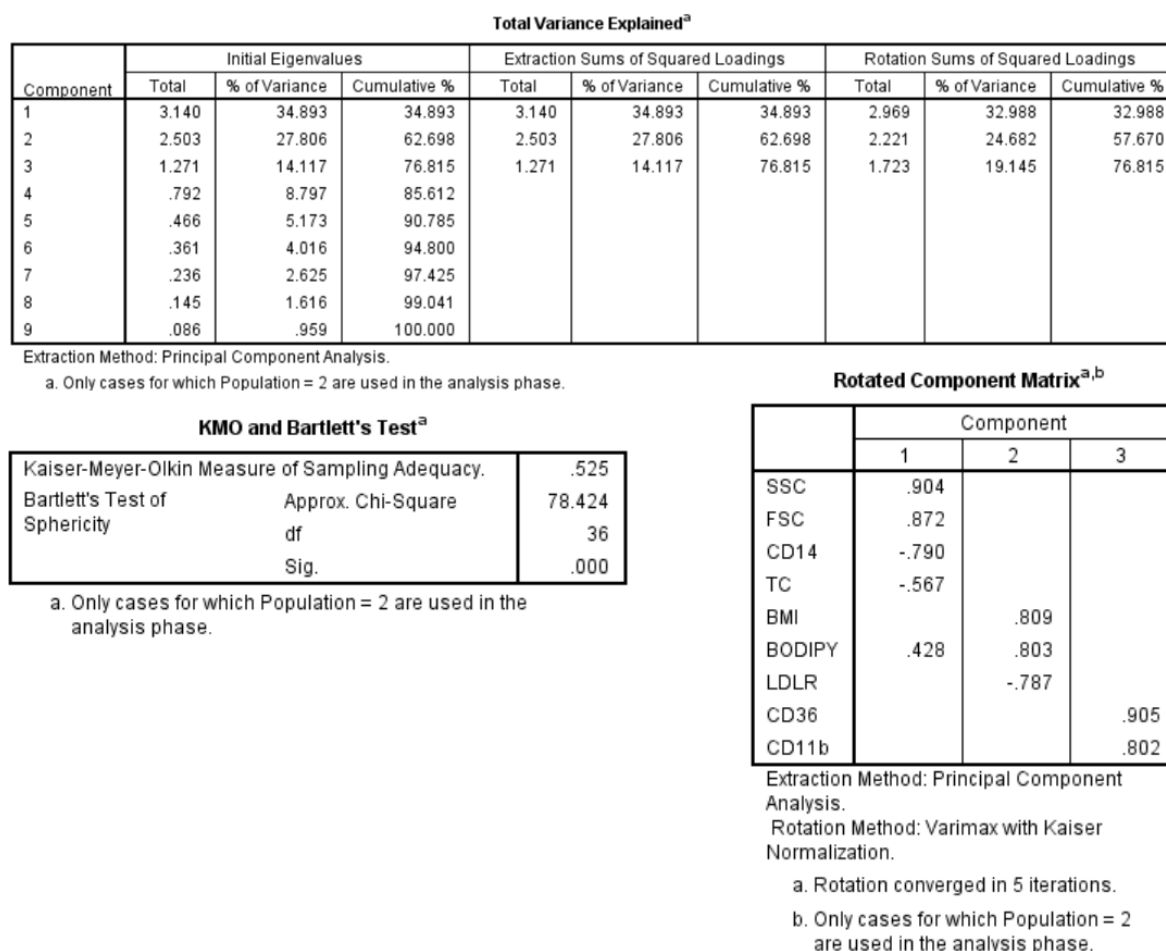 Total Variance Explainedᵃ
Component Initial Eigenvalues Extraction Sums of Squared Loadings Rotation Sums of Squared Loadings
Total % of Variance Cumulative % Total % of Variance Cumulative % Total % of Variance Cumulative %
1 3.140 34.893 34.893 3.140 34.893 34.893 2.969 32.988 32.988
2 2.503 27.806 62.698 2.503 27.806 62.698 2.221 24.682 57.670
3 1.271 14.117 76.815 1.271 14.117 76.815 1.723 19.145 76.815
4 .792 8.797 85.612
5 .466 5.173 90.785
6 .361 4.016 94.800
7 .236 2.625 97.425
8 .145 1.616 99.041
9 .086 .959 100.000
Extraction Method: Principal Component Analysis.
a. Only cases for which Population = 2 are used in the analysis phase.
KMO and Bartlett's Testᵃ
Kaiser-Meyer-Olkin Measure of Sampling Adequacy. .525
Bartlett's Test of Sphericity Approx. Chi-Square 78.424
df 36
Sig. .000
a. Only cases for which Population = 2 are used in the
analysis phase.
Rotated Component Matrixᵃ,ᵇ
Component
1 2 3
SSC .904
FSC .872
CD14 -.790
TC -.567
BMI .809
BODIPY .428 .803
LDLR -.787
CD36 .905
CD11b .802
Extraction Method: Principal Component
Analysis.
Rotation Method: Varimax with Kaiser
Normalization.
a. Rotation converged in 5 iterations.
b. Only cases for which Population = 2
are used in the analysis phase.